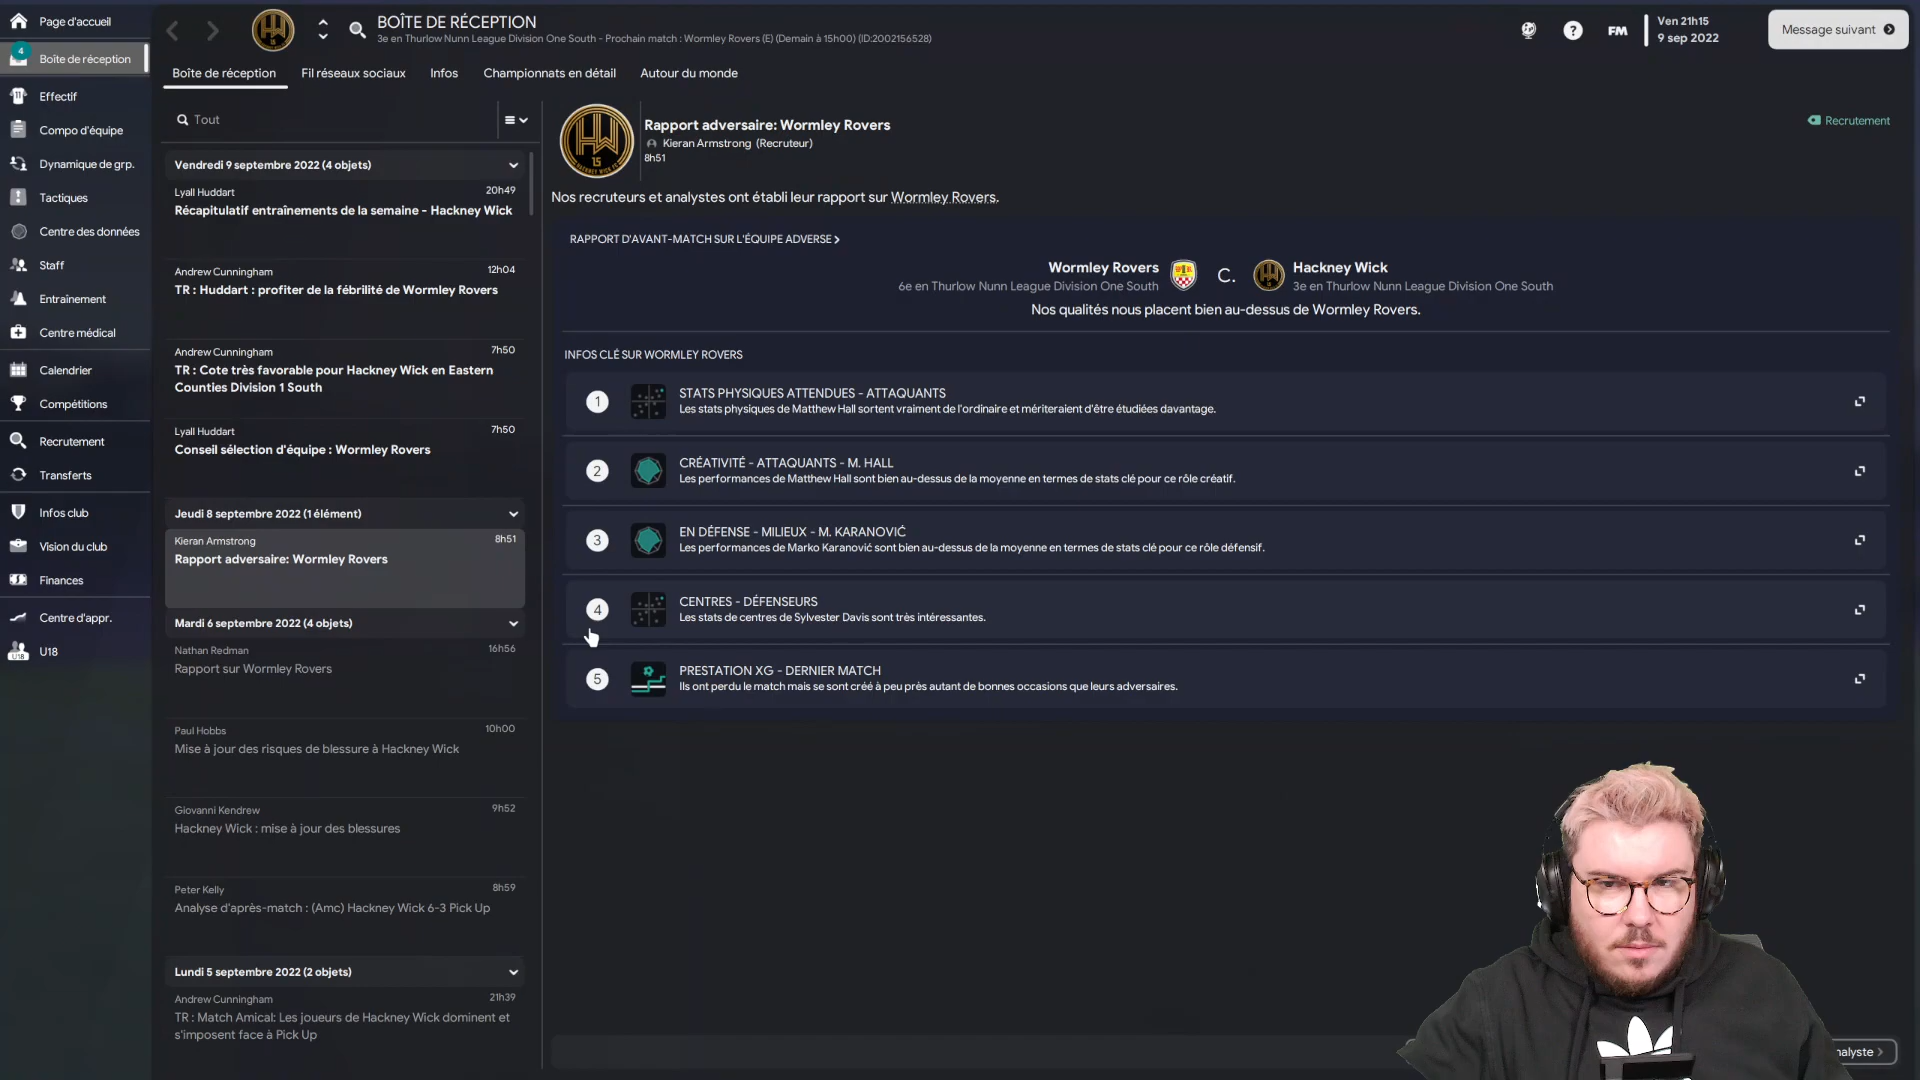 Page d'accueil
4
Boîte de réception
Effectif
Compo d'équipe
Dynamique de grp.
Tactiques
Centre des données
Staff
Entraînement
Centre médical
Calendrier
Compétitions
Recrutement
Transferts
Infos club
Vision du club
Finances
Centre d'appr.
U18
U18
BOÎTE DE RÉCEPTION
3e en Thurlow Nunn League Division One South - Prochain match : Wormley Rovers (E) (Demain à 15h00) (ID:2002156528)
FM
Ven 21h15
9 sep 2022
Message suivant
Boîte de réception
Fil réseaux sociaux
Infos
Championnats en détail
Autour du monde
Tout
Vendredi 9 septembre 2022 (4 objets)
Lyall Huddart
20h49
Récapitulatif entraînements de la semaine - Hackney Wick
Andrew Cunningham
12h04
TR : Huddart : profiter de la fébrilité de Wormley Rovers
Andrew Cunningham
7h50
TR : Cote très favorable pour Hackney Wick en Eastern
Counties Division 1 South
Lyall Huddart
7h50
Conseil sélection d'équipe : Wormley Rovers
Jeudi 8 septembre 2022 (1 élément)
Kieran Armstrong
8h51
Rapport adversaire: Wormley Rovers
Mardi 6 septembre 2022 (4 objets)
Nathan Redman
16h56
Rapport sur Wormley Rovers
Paul Hobbs
10h00
Mise à jour des risques de blessure à Hackney Wick
Giovanni Kendrew
9h52
Hackney Wick : mise à jour des blessures
Peter Kelly
8h59
Analyse d'après-match : (Amc) Hackney Wick 6-3 Pick Up
Lundi 5 septembre 2022 (2 objets)
Andrew Cunningham
21h39
TR : Match Amical: Les joueurs de Hackney Wick dominent et
s'imposent face à Pick Up
HW
15
Rapport adversaire: Wormley Rovers
Kieran Armstrong (Recruteur)
8h51
Recrutement
Nos recruteurs et analystes ont établi leur rapport sur Wormley Rovers.
RAPPORT D'AVANT-MATCH SUR L'ÉQUIPE ADVERSE
Wormley Rovers
6e en Thurlow Nunn League Division One South
C.
Hackney Wick
3e en Thurlow Nunn League Division One South
Nos qualités nous placent bien au-dessus de Wormley Rovers.
INFOS CLÉ SUR WORMLEY ROVERS
1
STATS PHYSIQUES ATTENDUES - ATTAQUANTS
Les stats physiques de Matthew Hall sortent vraiment de l'ordinaire et mériteraient d'être étudiées davantage.
2
CRÉATIVITÉ - ATTAQUANTS - M. HALL
Les performances de Matthew Hall sont bien au-dessus de la moyenne en termes de stats clé pour ce rôle créatif.
3
EN DÉFENSE - MILIEUX - M. KARANOVIĆ
Les performances de Marko Karanović sont bien au-dessus de la moyenne en termes de stats clé pour ce rôle défensif.
4
CENTRES - DÉFENSEURS
Les stats de centres de Sylvester Davis sont très intéressantes.
5
PRESTATION XG - DERNIER MATCH
Ils ont perdu le match mais se sont créé à peu près autant de bonnes occasions que leurs adversaires.
nalyste